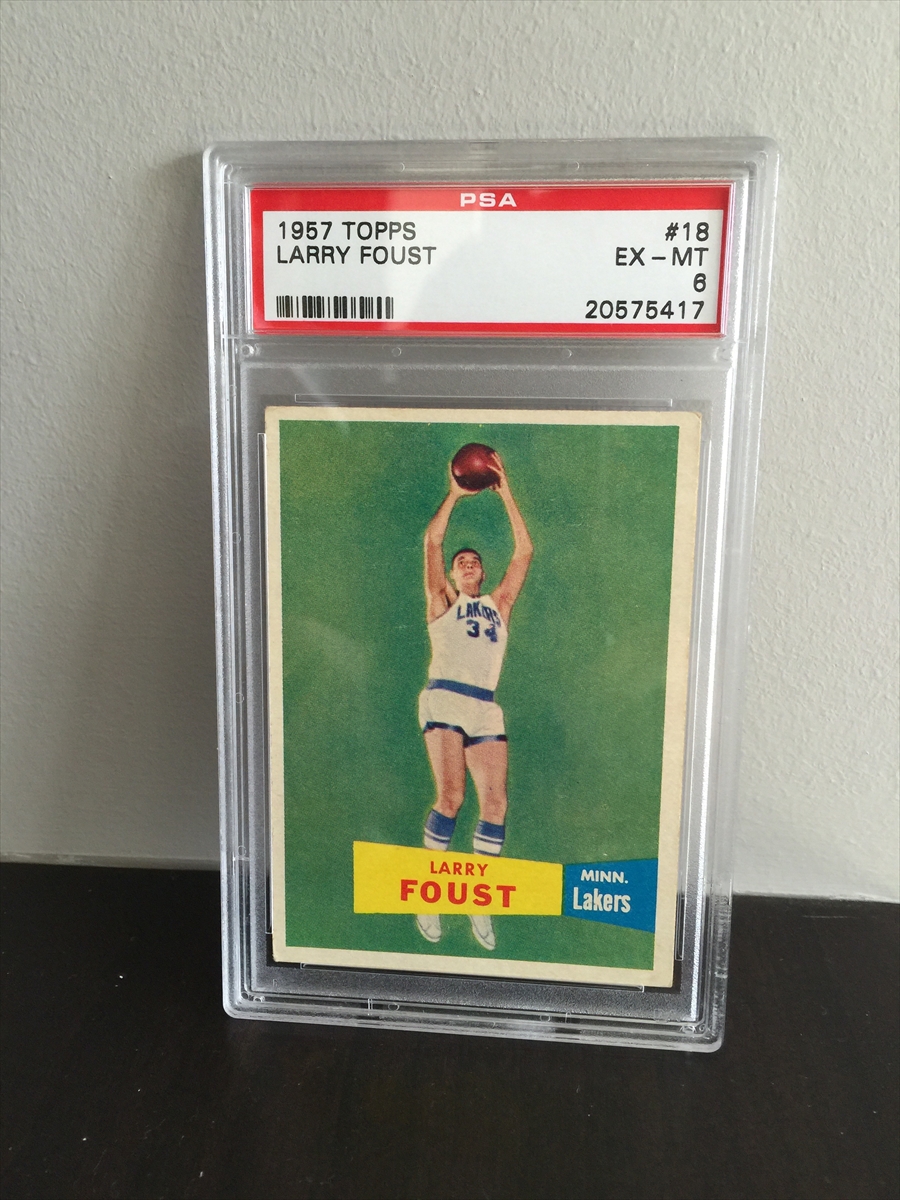 PSA
1957 TOPPS #18
LARRY FOUST EX - MT
6
20575417
LAKERS
34
LARRY
FOUST
MINN.
Lakers